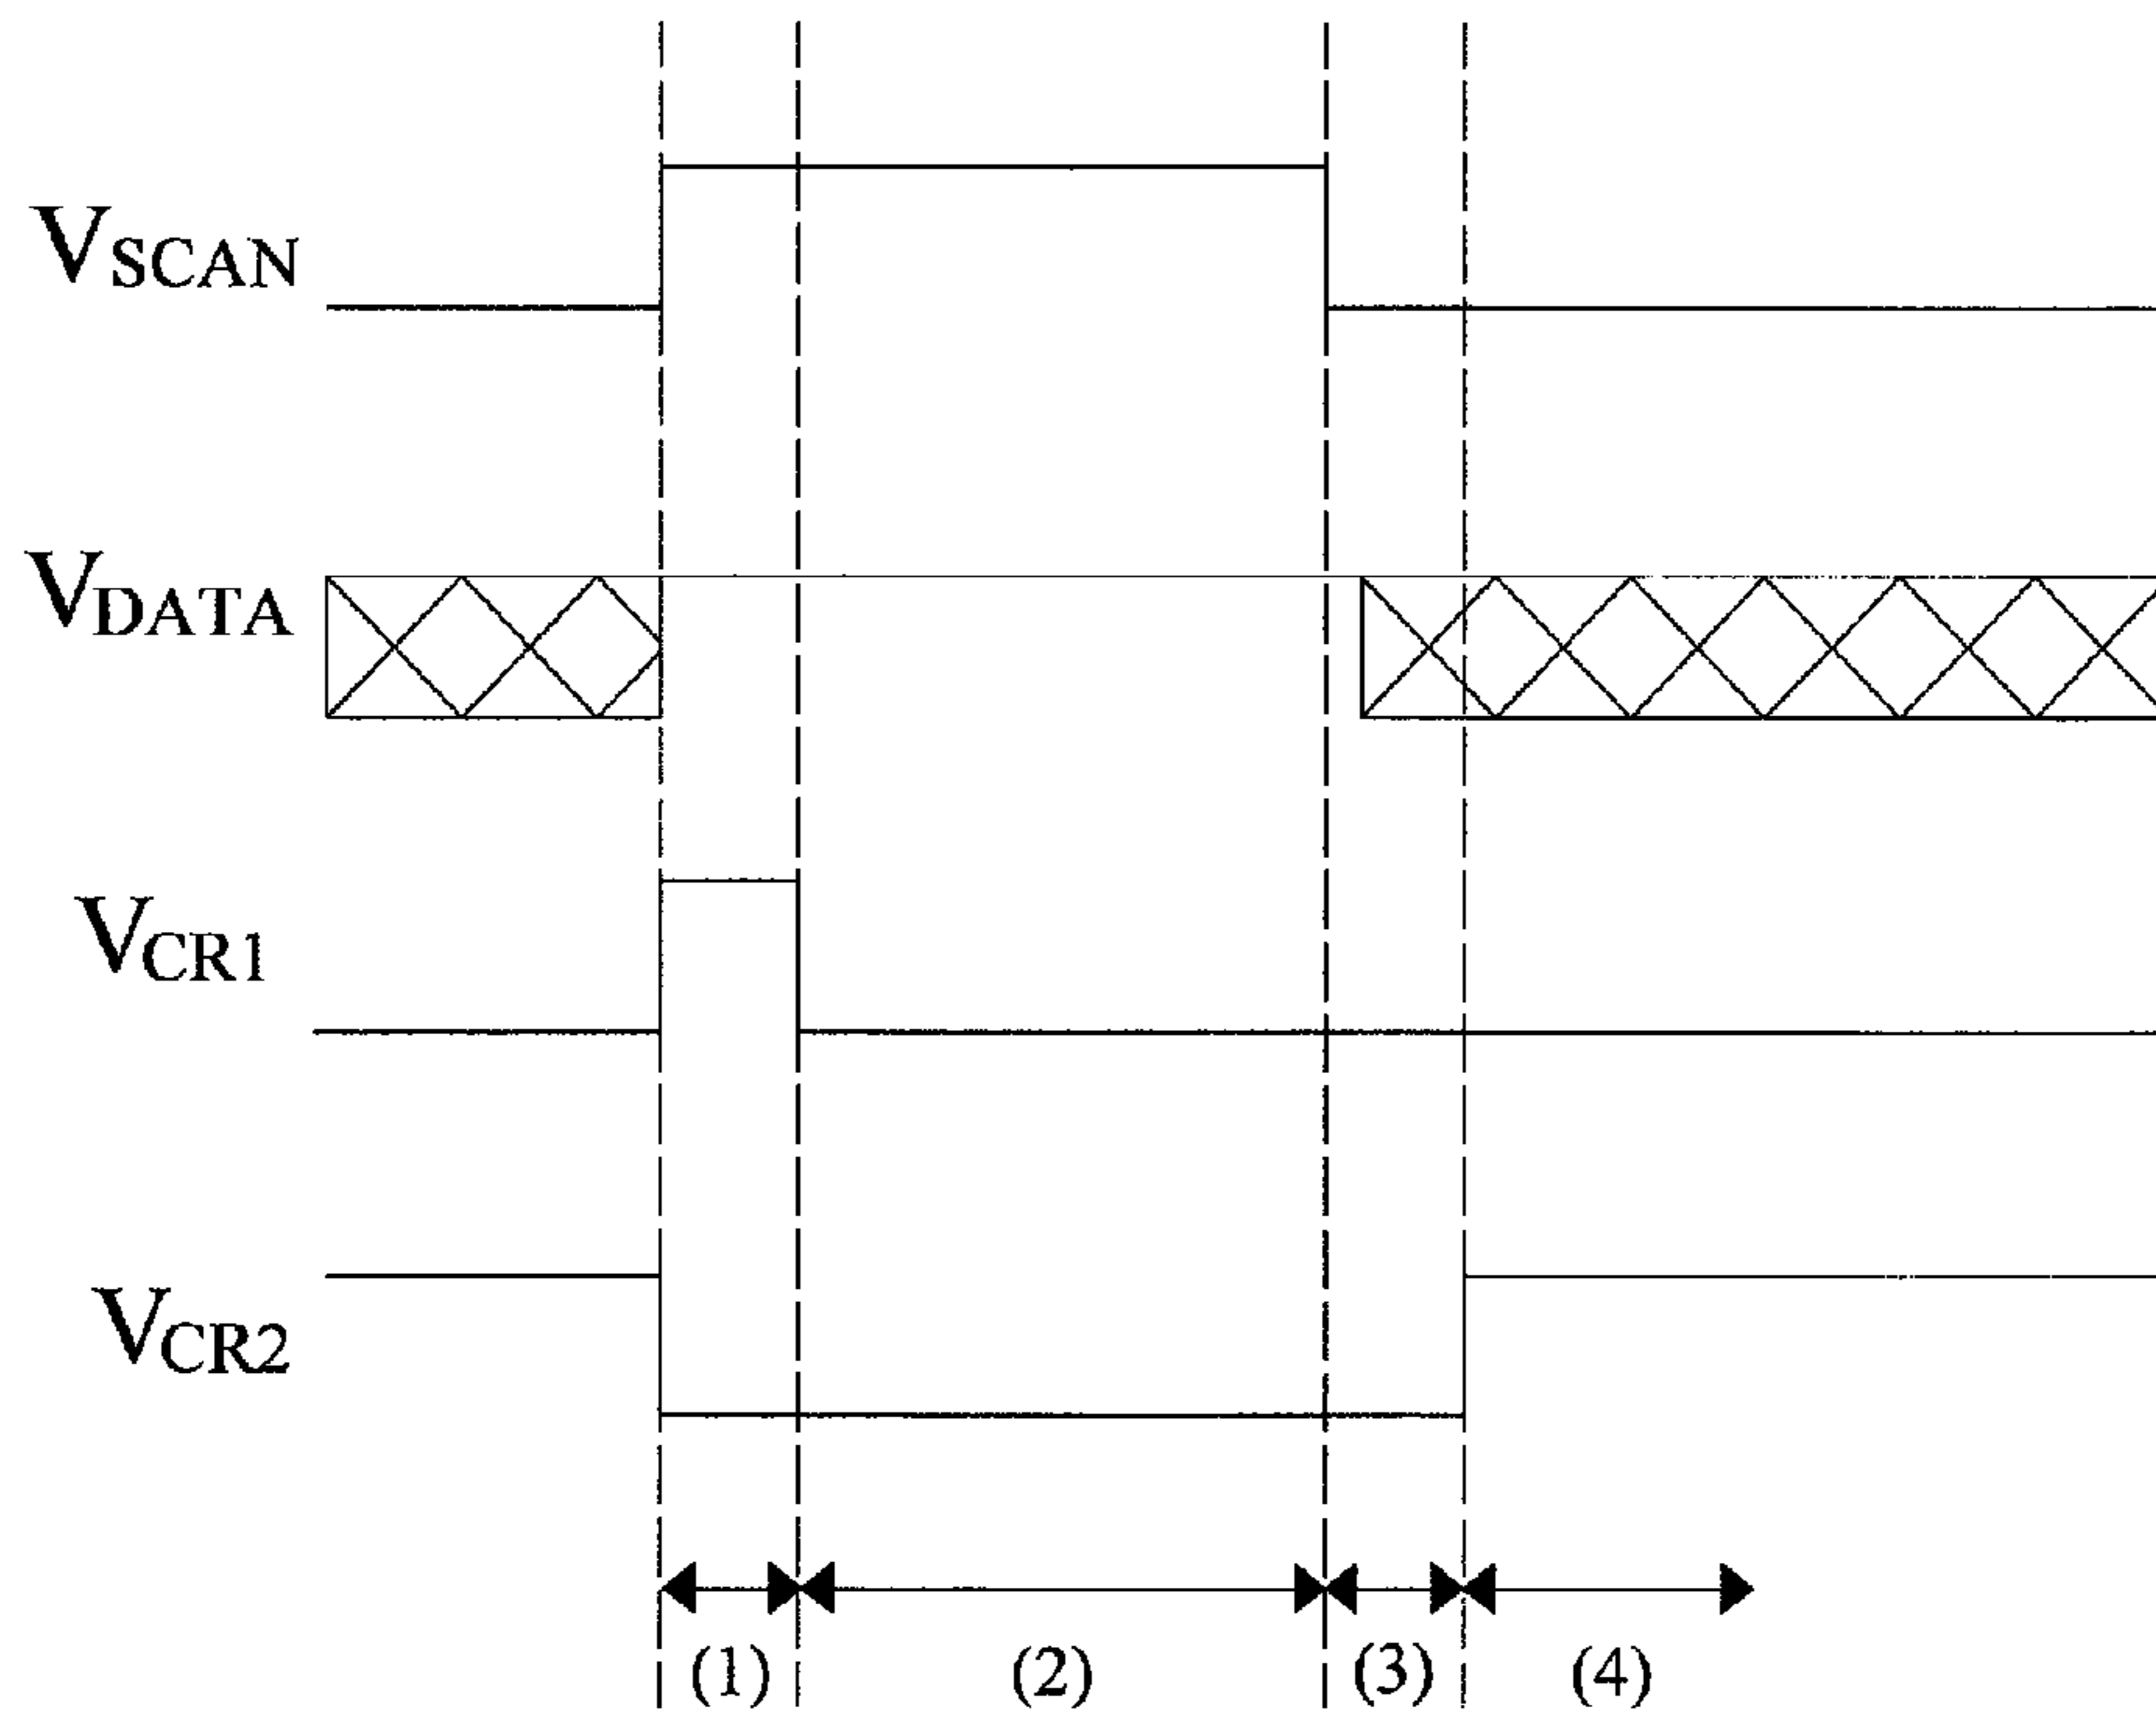 VSCAN
VDATA
VCR1
VCR2
(1) (2) (3) (4)